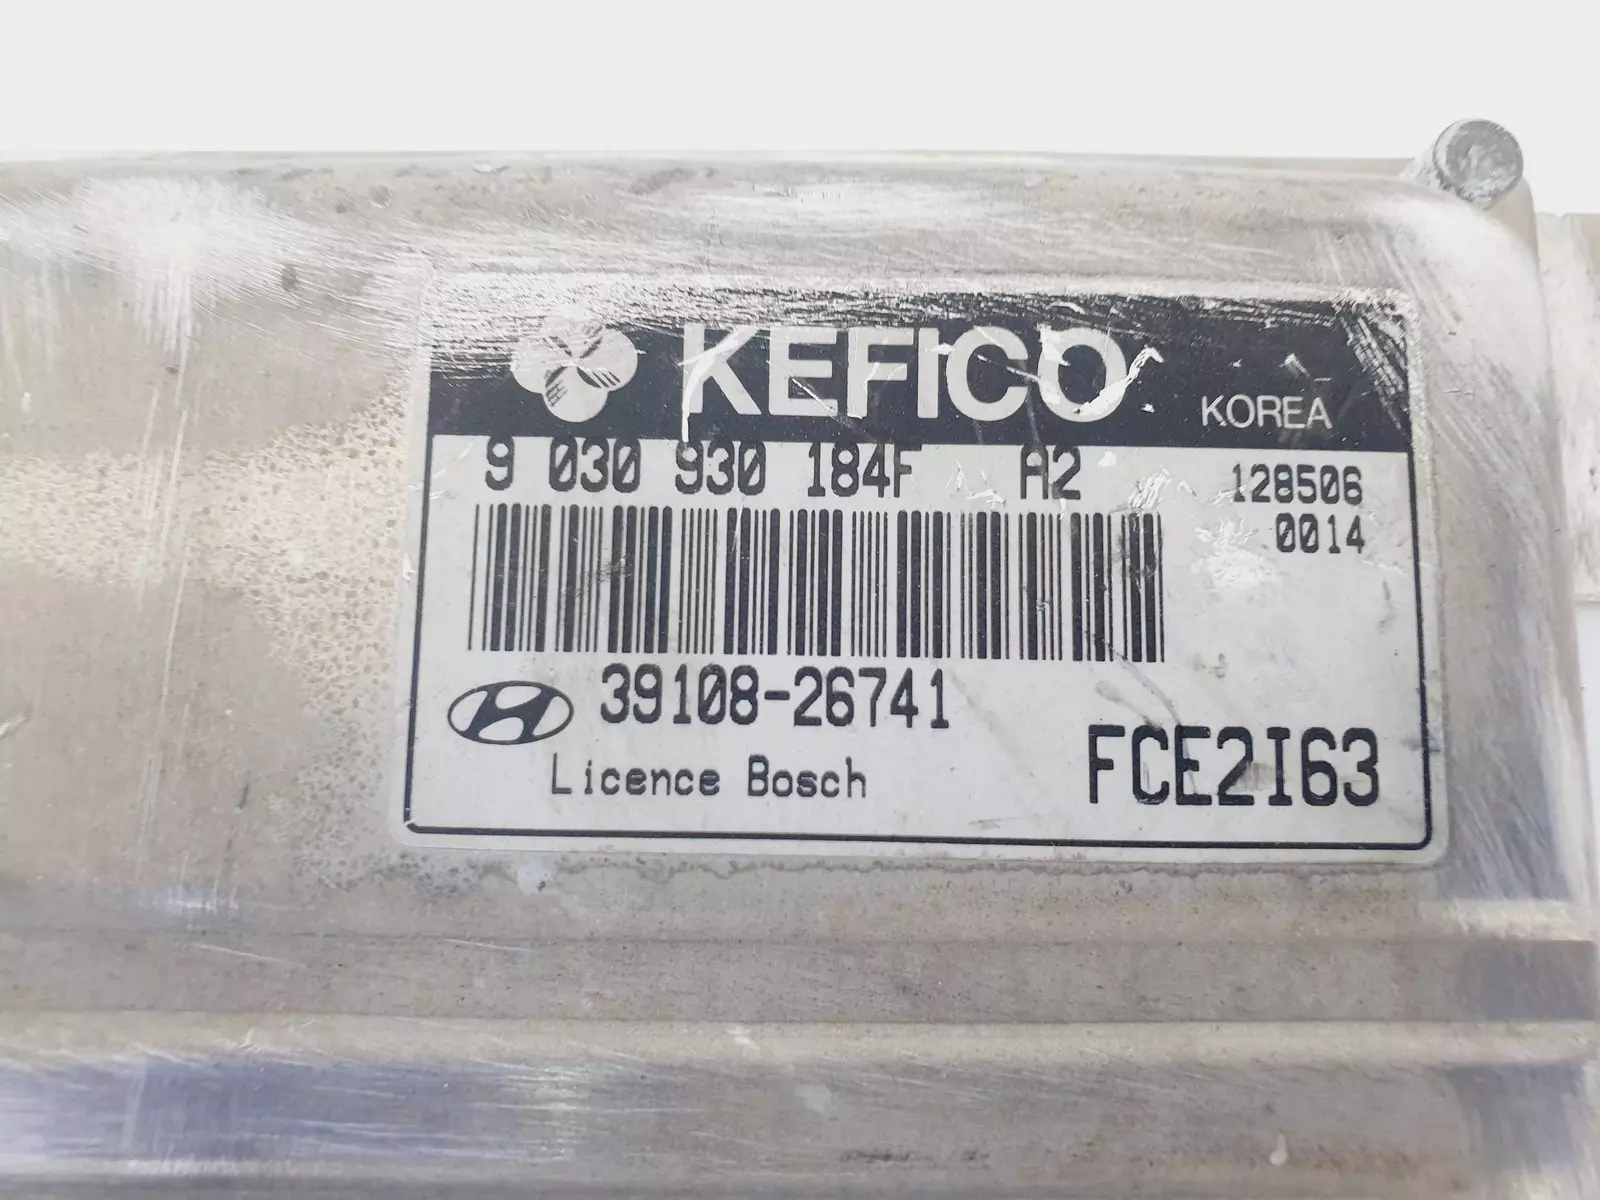 KEFICO KOREA
9 030 930 184F A2 128506
0014
39108-26741
Licence Bosch FCE2I63